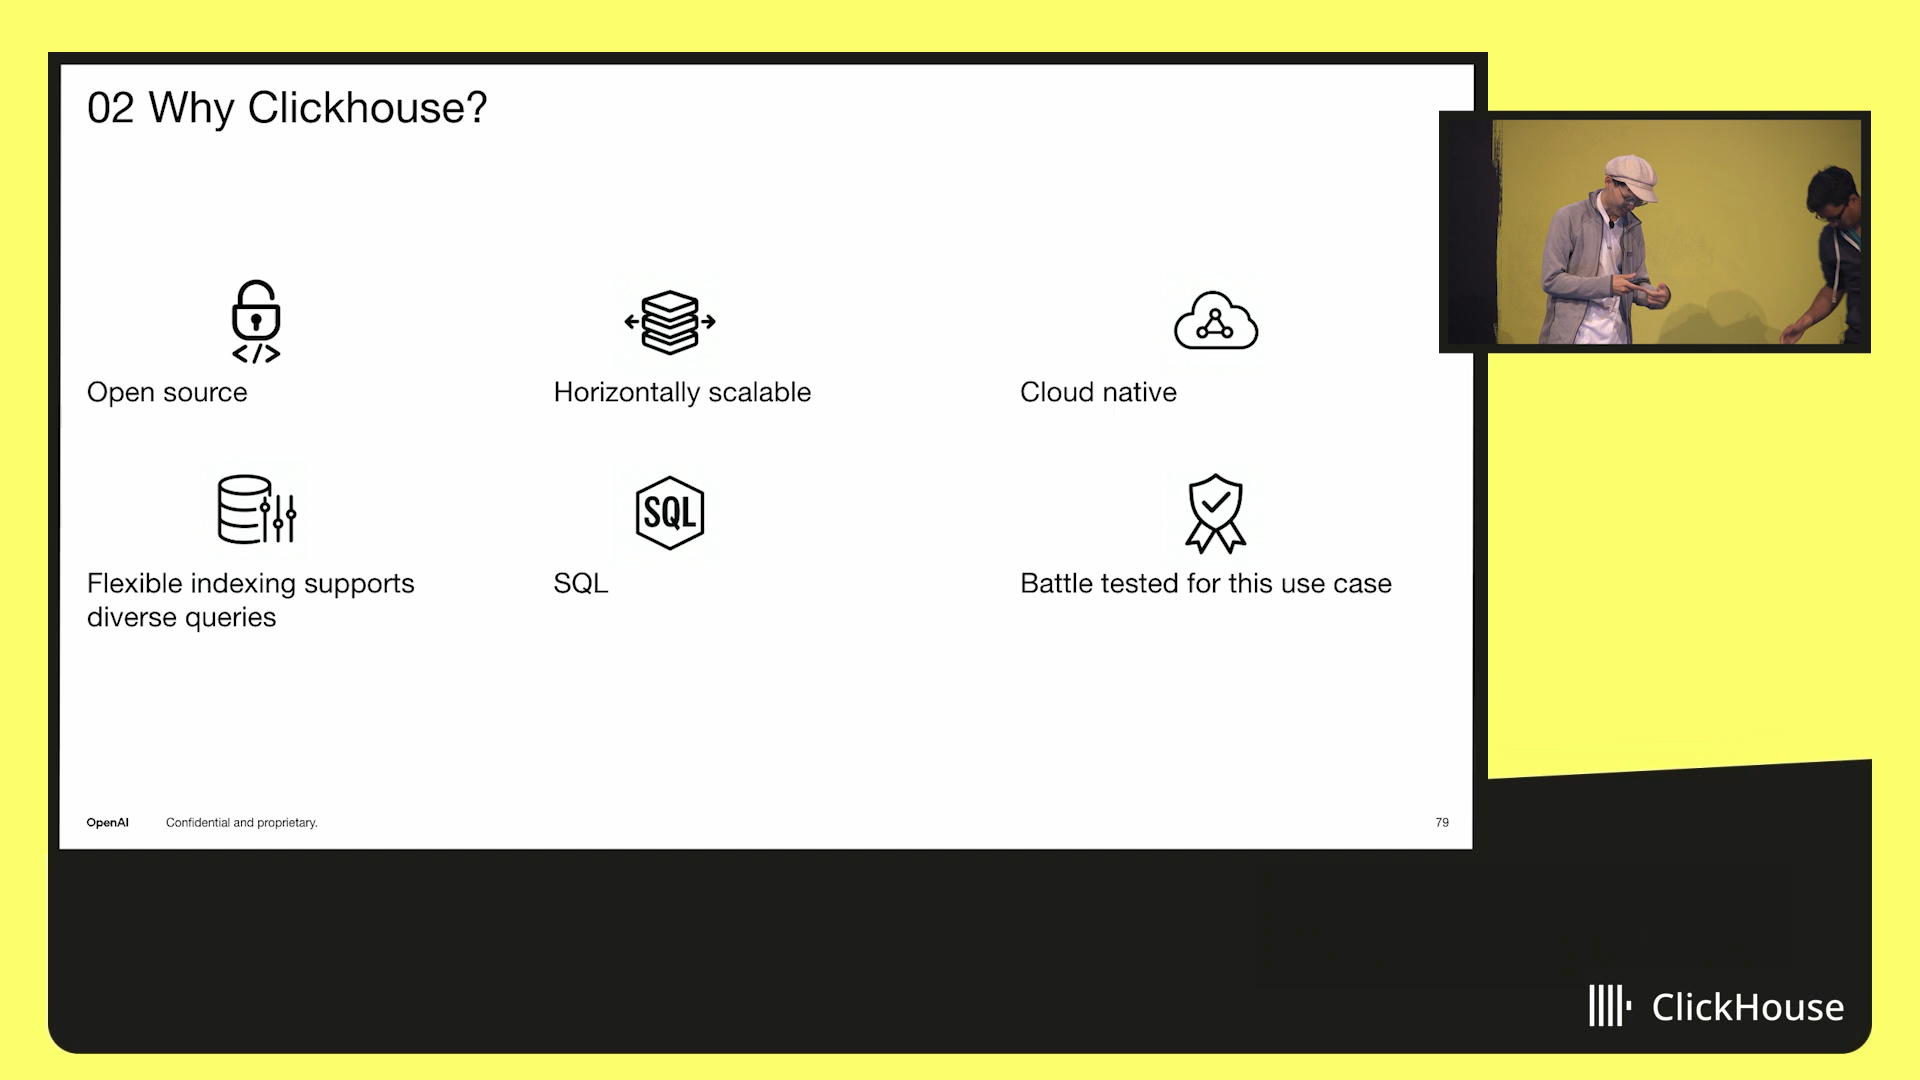 02 Why Clickhouse?
Open source
Horizontally scalable
Cloud native
SQL
Flexible indexing supports
diverse queries
SQL
Battle tested for this use case
OpenAI Confidential and proprietary. 79
ClickHouse